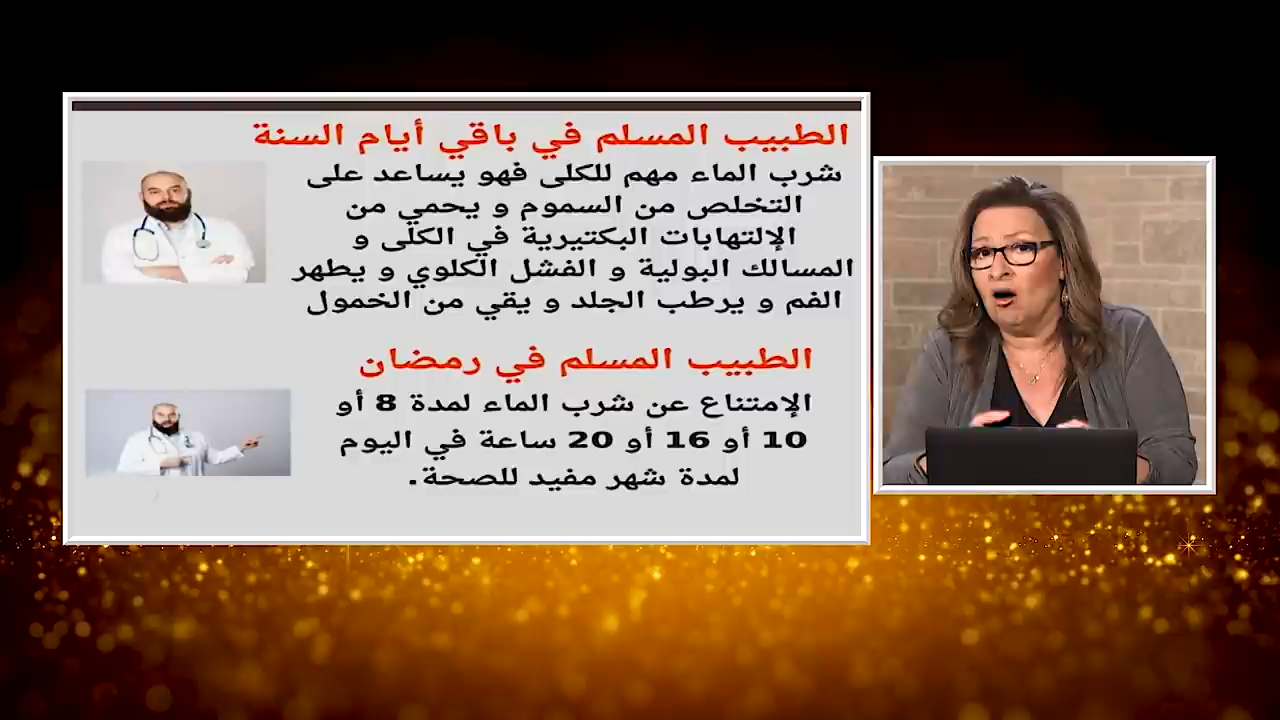 الطبيب المسلم في باقي أيام السنة
شرب الماء مهم للكلى فهو يساعد على
التخلص من السموم و يحمي من
الإلتهابات البكتيرية في الكلى و
المسالك البولية و الفشل الكلوي و يطهر
الفم و يرطب الجلد و يقي من الخمول
الطبيب المسلم في رمضان
الإمتناع عن شرب الماء لمدة 8 أو
10 أو 16 أو 20 ساعة في اليوم
لمدة شهر مفيد للصحة.